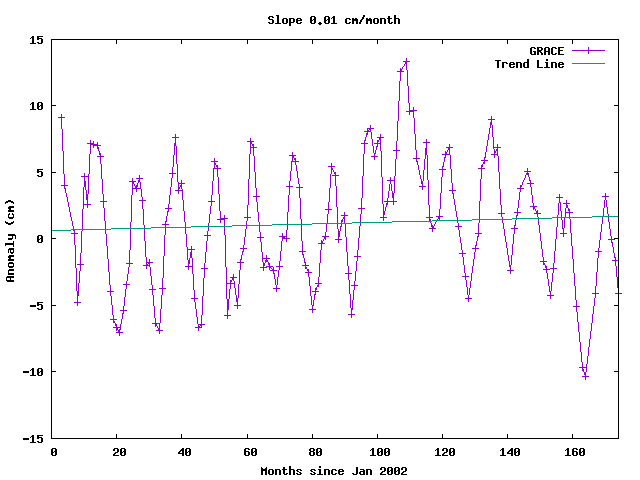 Slope 0.01 cm/month
GRACE
Trend Line
15
10
5
0
-5
-10
-15
Anomaly (cm)
0 20 40 60 80 100 120 140 160
Months since Jan 2002